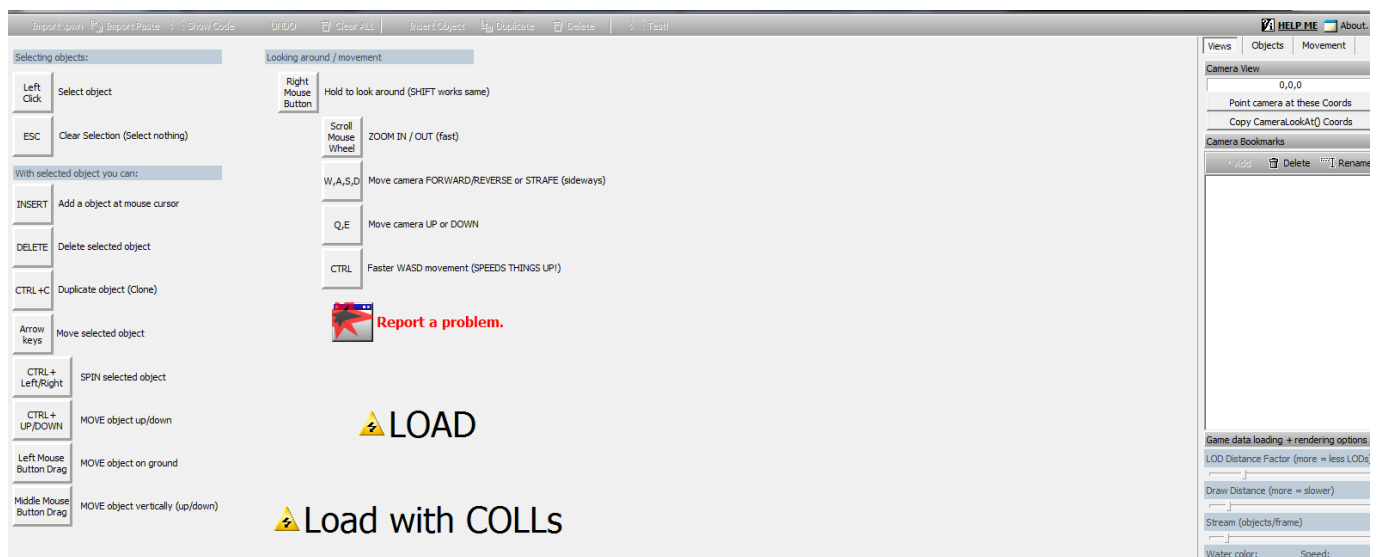 Import .pwn Import Paste Show Code UNDO Clear ALL Insert Object Duplicate Delete Test! HELP ME About.
Selecting objects:
Left Click Select object
ESC Clear Selection (Select nothing)
With selected object you can:
INSERT Add a object at mouse cursor
DELETE Delete selected object
CTRL+C Duplicate object (Clone)
Arrow keys Move selected object
CTRL+ Left/Right SPIN selected object
CTRL+ UP/DOWN MOVE object up/down
Left Mouse Button Drag MOVE object on ground
Middle Mouse Button Drag MOVE object vertically (up/down)
Looking around / movement
Right Mouse Button Hold to look around (SHIFT works same)
Scroll Mouse Wheel ZOOM IN / OUT (fast)
W,A,S,D Move camera FORWARD/REVERSE or STRAFE (sideways)
Q,E Move camera UP or DOWN
CTRL Faster WASD movement (SPEEDS THINGS UP!)
Report a problem.
LOAD
Load with COLLs
Views Objects Movement
Camera View
0,0,0
Point camera at these Coords
Copy CameraLookAt() Coords
Camera Bookmarks
Add Delete Rename
Game data loading + rendering options
LOD Distance Factor (more = less LODs)
Draw Distance (more = slower)
Stream (objects/frame)
Water color: Speed: